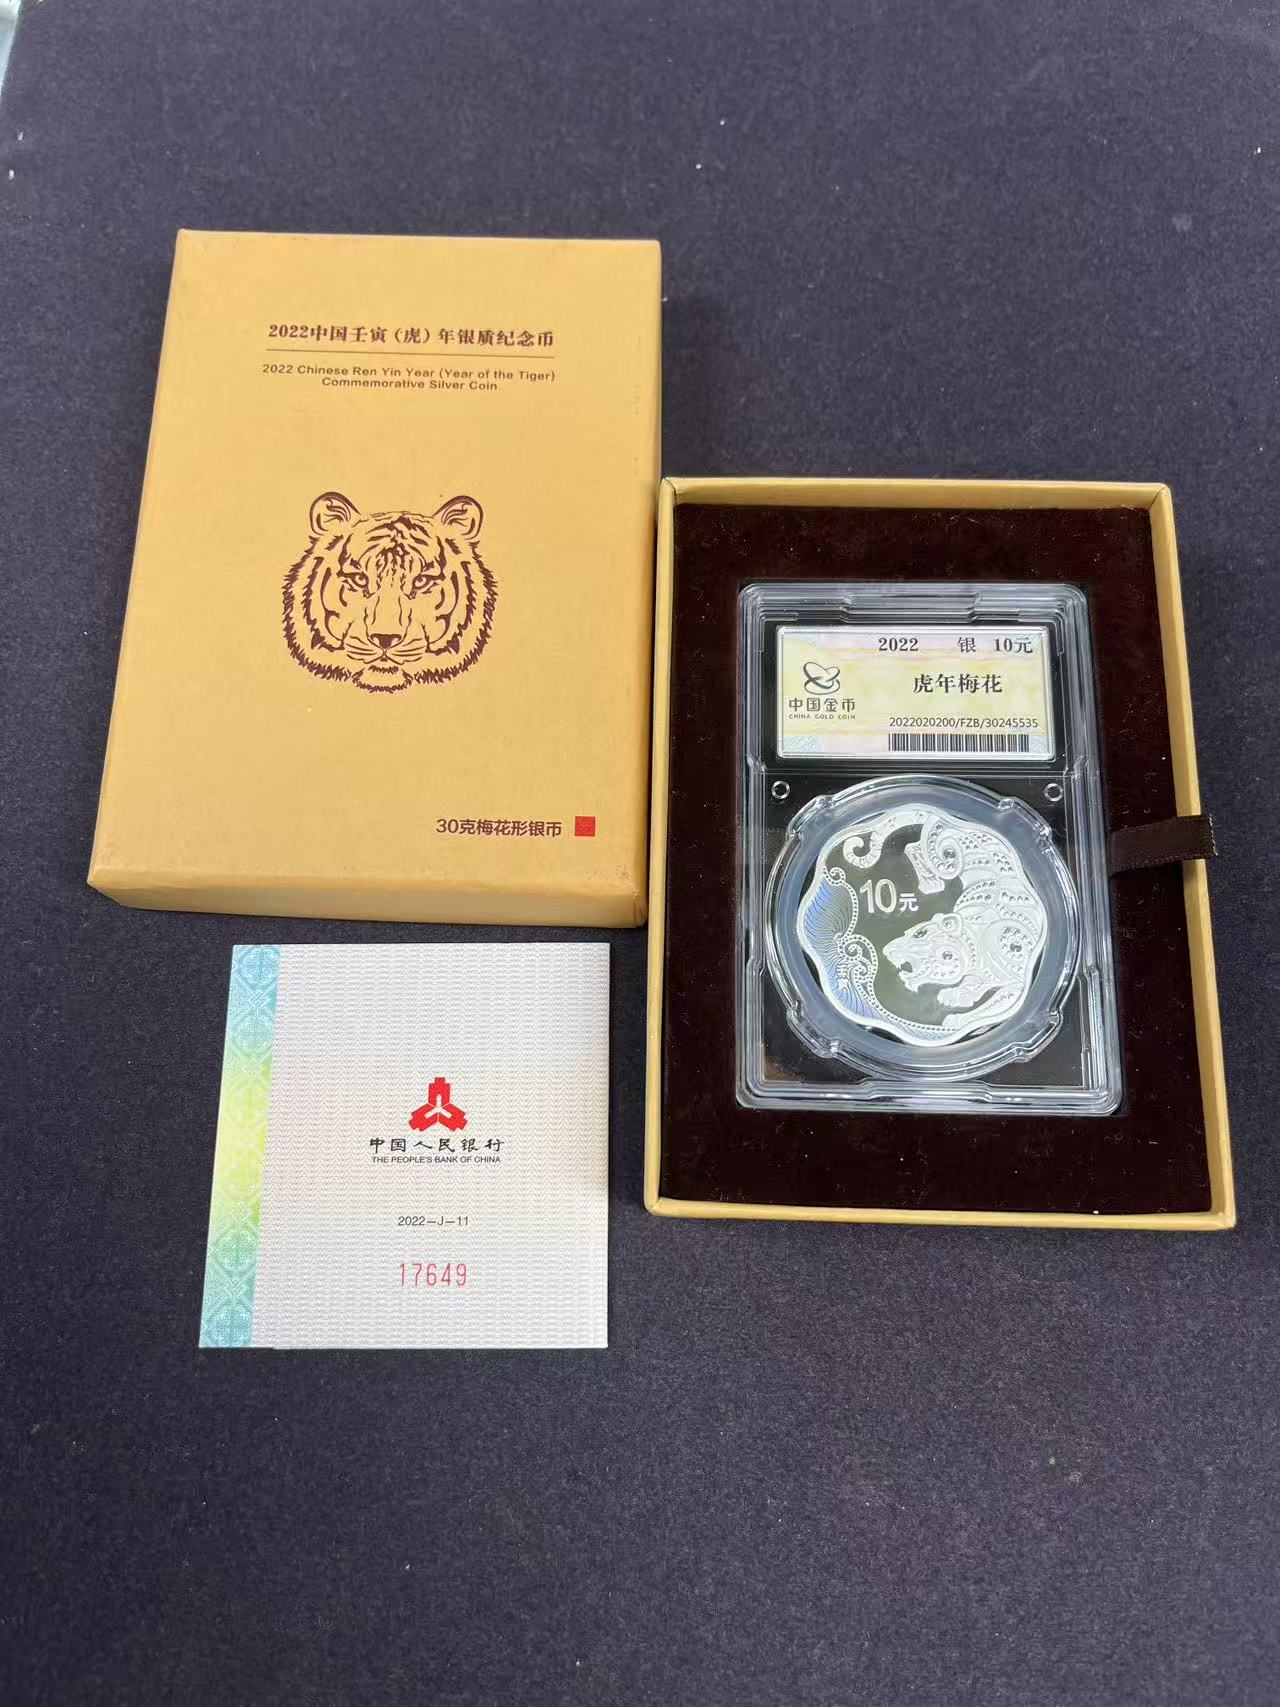 2022中国壬寅(虎)年银质纪念币
2022 Chinese Ren Yin Year (Year of the Tiger)
Commemorative Silver Coin
30克梅花形银币
2022 银 10元
虎年梅花
中国金币
CHINA GOLD COIN
2022020200/FZB/30245535
10元
壬寅
中国人民银行
THE PEOPLE'S BANK OF CHINA
2022-J-11
17649